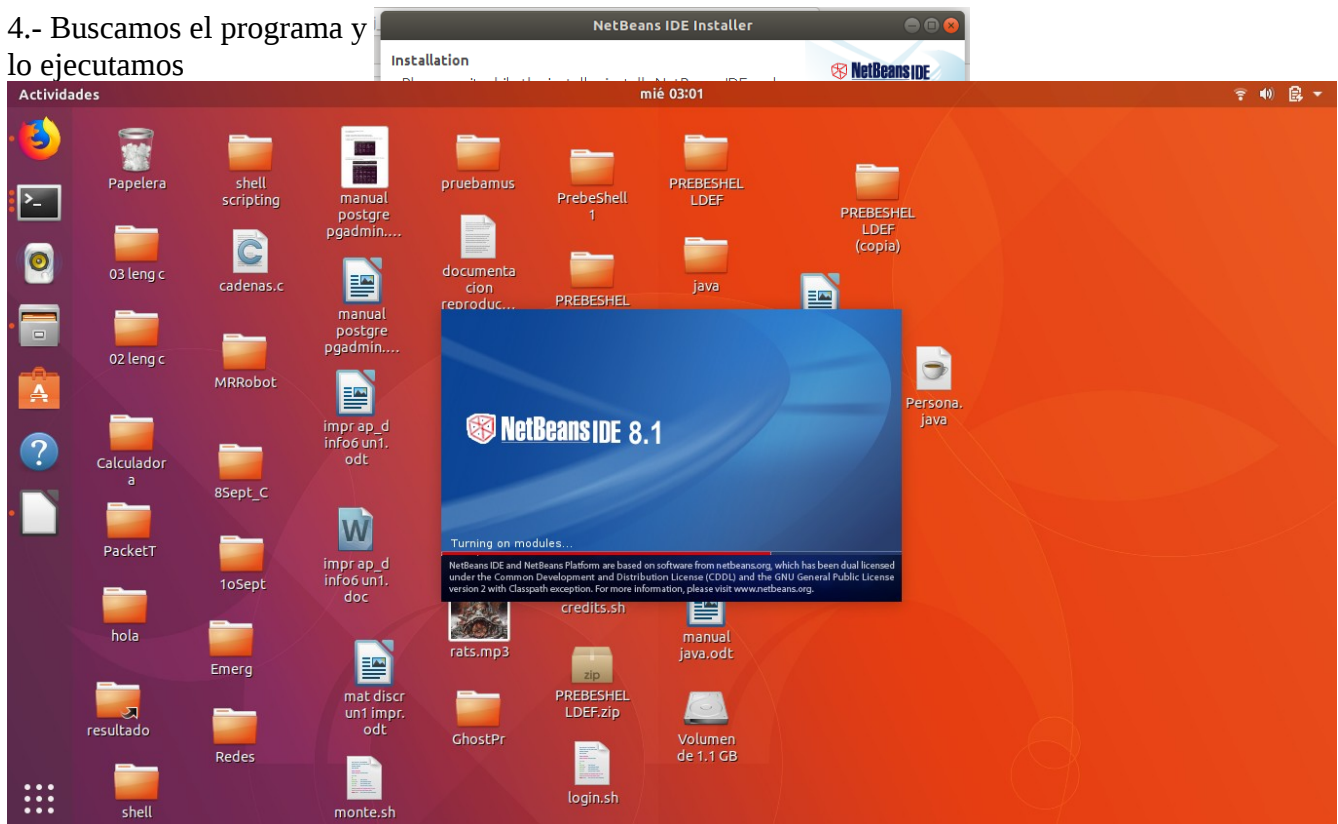 4.- Buscamos el programa y
lo ejecutamos
NetBeans IDE Installer
Installation
NetBeans IDE
Actividades
mié 03:01
Papelera
shell
scripting
manual
postgre
pgadmin....
pruebamus
PrebeShell
1
PREBESHEL
LDEF
PREBESHEL
LDEF
(copia)
03 leng c
cadenas.c
manual
postgre
pgadmin....
documenta
cion
reproduc...
PREBESHEL
java
02 leng c
MRRobot
impr ap_d
info6 un1.
odt
Persona.
java
NetBeans IDE 8.1
Turning on modules...
NetBeans IDE and NetBeans Platform are based on software from netbeans.org, which has been dual licensed
under the Common Development and Distribution License (CDDL) and the GNU General Public License
version 2 with Classpath exception. For more information, please visit www.netbeans.org.
Calculador
a
8Sept_C
W
PacketT
1oSept
impr ap_d
info6 un1.
doc
credits.sh
hola
Emerg
rats.mp3
manual
java.odt
zip
resultado
Redes
mat discr
un1 impr.
odt
GhostPr
PREBESHEL
LDEF.zip
Volumen
de 1.1 GB
shell
monte.sh
login.sh